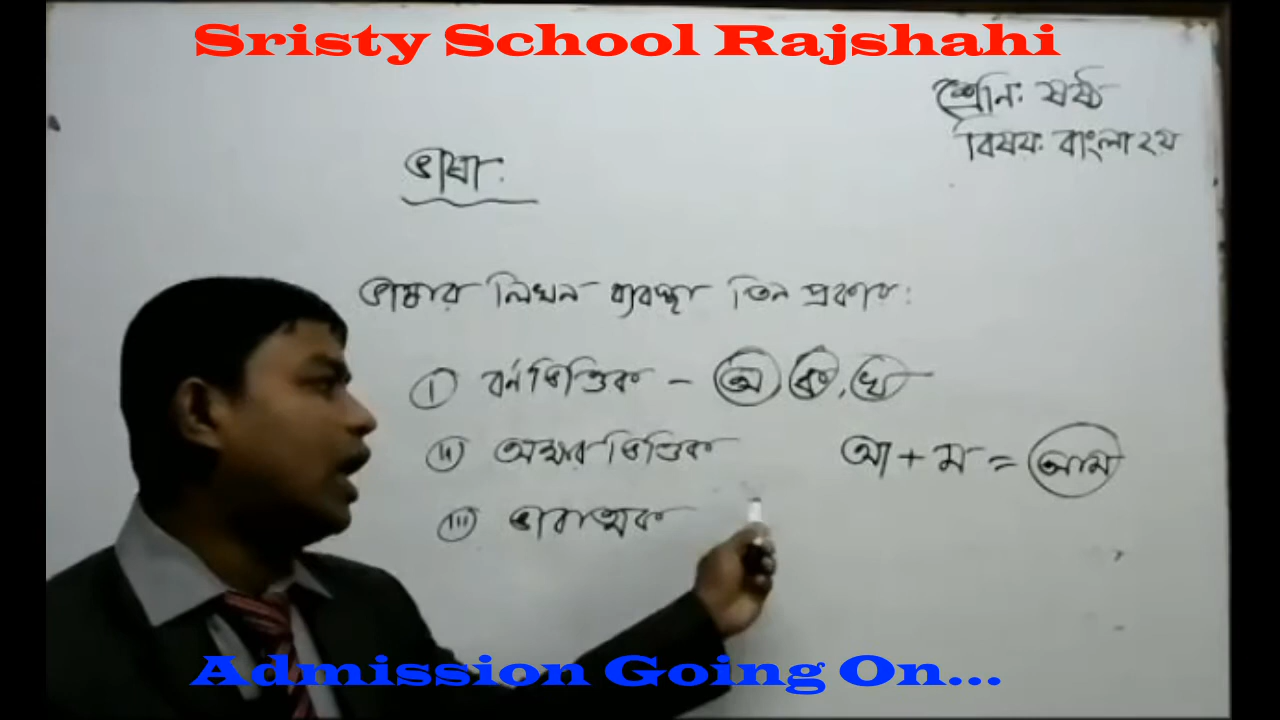 Sristy School Rajshahi
শ্রেনি: ষষ্ঠ
বিষয়: বাংলা ২য়
ভাষা:
ভাষার লিখন ব্যবস্থা তিন প্রকার:
i বর্নভিত্তিক - অ, ক, খ
ii অক্ষরভিত্তিক আ + ম = আম
iii ভাবাত্মক
Admission Going On...